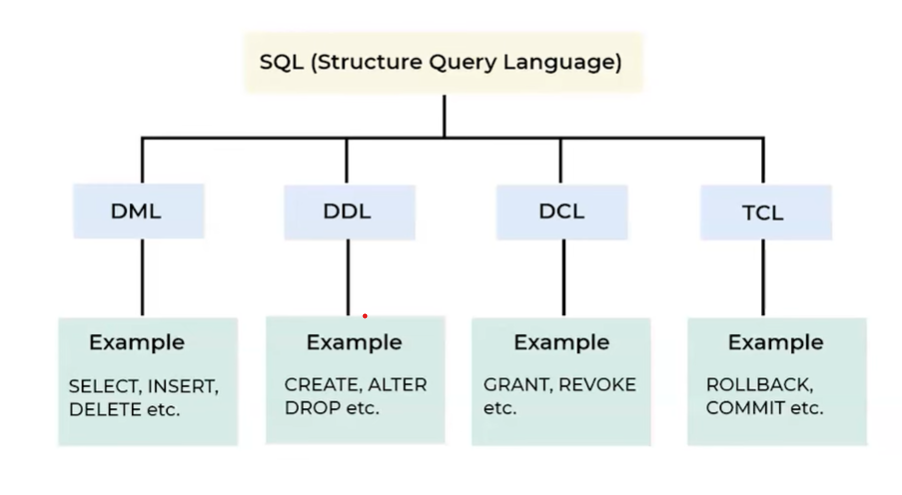 SQL (Structure Query Language)
DML
DDL
DCL
TCL
Example
SELECT, INSERT,
DELETE etc.
Example
CREATE, ALTER
DROP etc.
Example
GRANT, REVOKE
etc.
Example
ROLLBACK,
COMMIT etc.